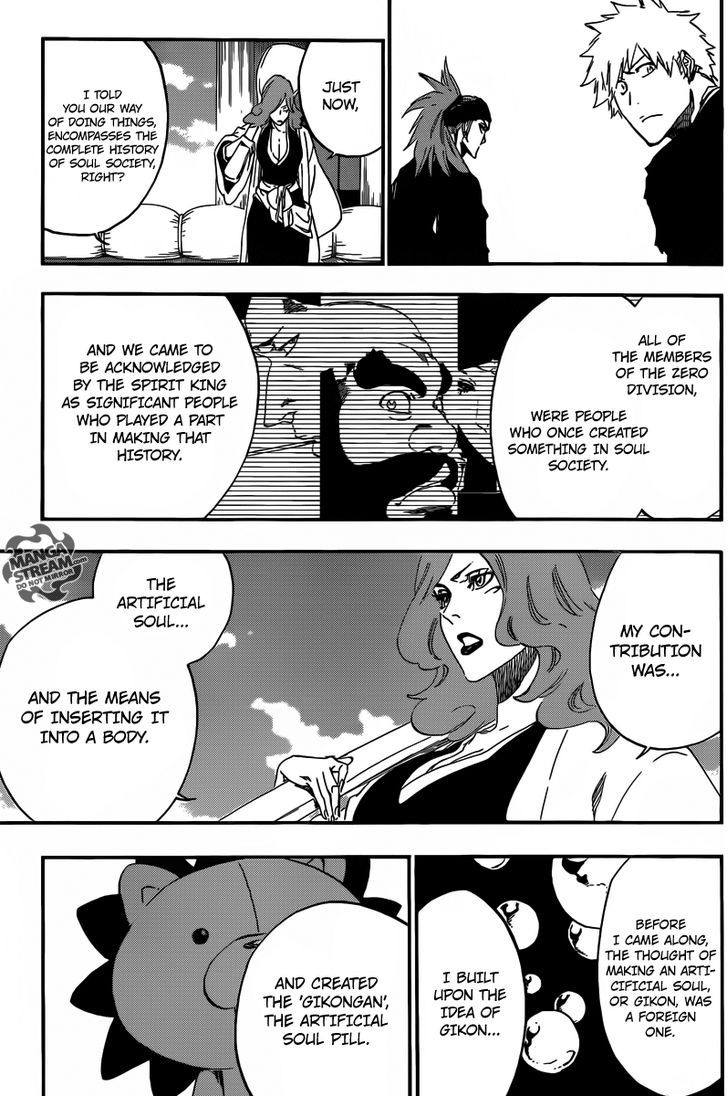 JUST
NOW,
I TOLD
YOU OUR WAY
OF DOING THINGS,
ENCOMPASSES THE
COMPLETE HISTORY
OF SOUL SOCIETY,
RIGHT?
ALL OF
THE MEMBERS
OF THE ZERO
DIVISION,
WERE PEOPLE
WHO ONCE CREATED
SOMETHING IN SOUL
SOCIETY.
AND WE CAME TO
BE ACKNOWLEDGED
BY THE SPIRIT KING
AS SIGNIFICANT PEOPLE
WHO PLAYED A PART
IN MAKING THAT
HISTORY.
MANGA
STREAM.com
DO NOT MIRROR
MY CON-
TRIBUTION
WAS...
THE
ARTIFICIAL
SOUL...
AND THE MEANS
OF INSERTING IT
INTO A BODY.
BEFORE
I CAME ALONG,
THE THOUGHT OF
MAKING AN ARTI-
CIFICIAL SOUL,
OR GIKON, WAS
A FOREIGN
ONE.
I BUILT
UPON THE
IDEA OF
GIKON...
AND CREATED
THE 'GIKONGAN',
THE ARTIFICIAL
SOUL PILL.